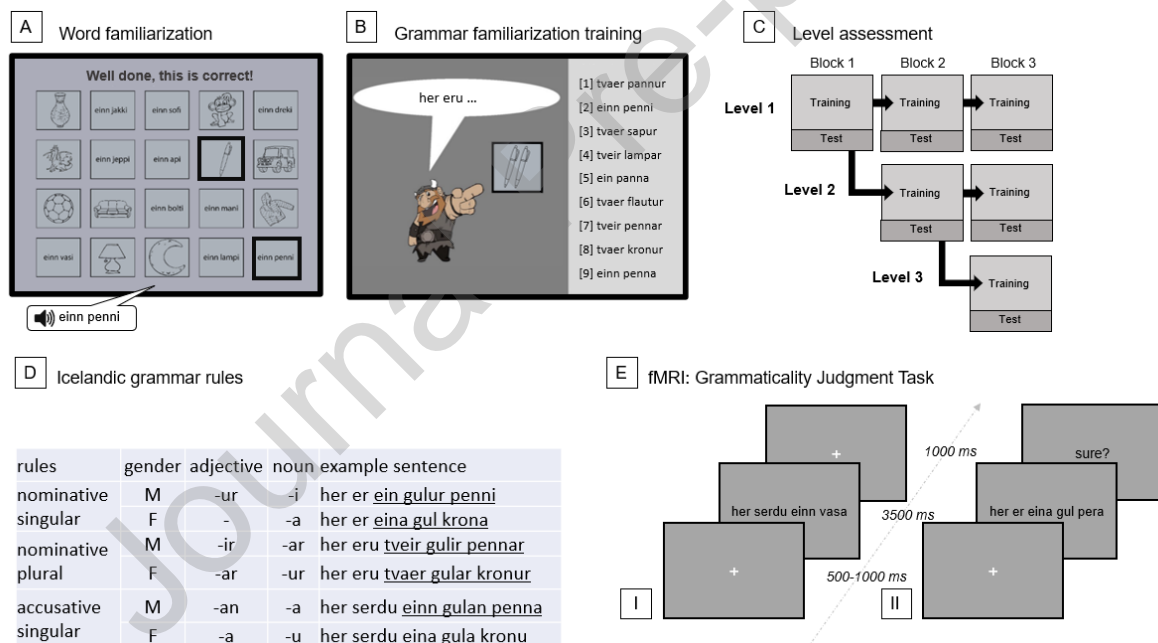 A Word familiarization
Well done, this is correct!
einn jakki einn sofi einn dreki
einn jeppi einn api
einn bolti einn mani
einn vasi einn lampi einn penni
einn penni
B Grammar familiarization training
her eru ...
[1] tvaer pannur
[2] einn penni
[3] tvaer sapur
[4] tveir lampar
[5] ein panna
[6] tvaer flautur
[7] tveir pennar
[8] tvaer kronur
[9] einn penna
C Level assessment
Block 1 Block 2 Block 3
Level 1 Training Training Training
Test Test Test
Level 2 Training Training
Test Test
Level 3 Training
Test
D Icelandic grammar rules
rules gender adjective noun example sentence
nominative M -ur -i her er ein gulur penni
singular F - -a her er eina gul krona
nominative M -ir -ar her eru tveir gulir pennar
plural F -ar -ur her eru tvaer gular kronur
accusative M -an -a her serdu einn gulan penna
singular F -a -u her serdu eina gula kronu
E fMRI: Grammaticality Judgment Task
1000 ms sure?
her serdu einn vasa 3500 ms her er eina gul pera
500-1000 ms
I II
Journal Pre-p